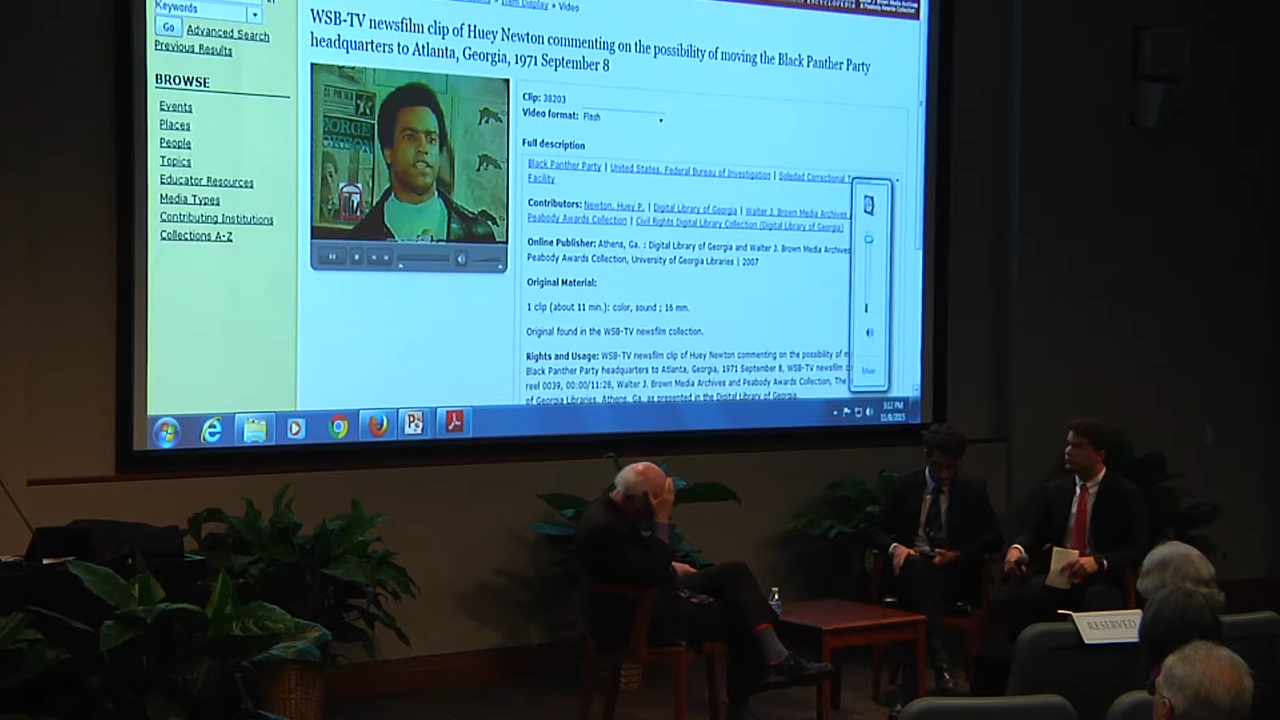 Keywords
Go Advanced Search
Previous Results
BROWSE
Events
Places
People
Topics
Educator Resources
Media Types
Contributing Institutions
Collections A-Z
Item Display » Video
WSB-TV newsfilm clip of Huey Newton commenting on the possibility of moving the Black Panther Party
headquarters to Atlanta, Georgia, 1971 September 8
Clip: 38203
Video format: Flash
Full description
Black Panther Party | United States. Federal Bureau of Investigation | Soledad Correctional
Facility
Contributors: Newton, Huey P. | Digital Library of Georgia | Walter J. Brown Media Archives
Peabody Awards Collection | Civil Rights Digital Library Collection (Digital Library of Georgia)
Online Publisher: Athens, Ga. : Digital Library of Georgia and Walter J. Brown Media Archives
Peabody Awards Collection, University of Georgia Libraries | 2007
Original Material:
1 clip (about 11 min.): color, sound ; 16 mm.
Original found in the WSB-TV newsfilm collection.
Rights and Usage: WSB-TV newsfilm clip of Huey Newton commenting on the possibility of m
Black Panther Party headquarters to Atlanta, Georgia, 1971 September 8, WSB-TV newsfilm c
reel 0039, 00:00/11:28, Walter J. Brown Media Archives and Peabody Awards Collection, The
of Georgia Libraries, Athens, Ga, as presented in the Digital Library of Georgia.
Mixer
3:12 PM
11/8/2015
RESERVED